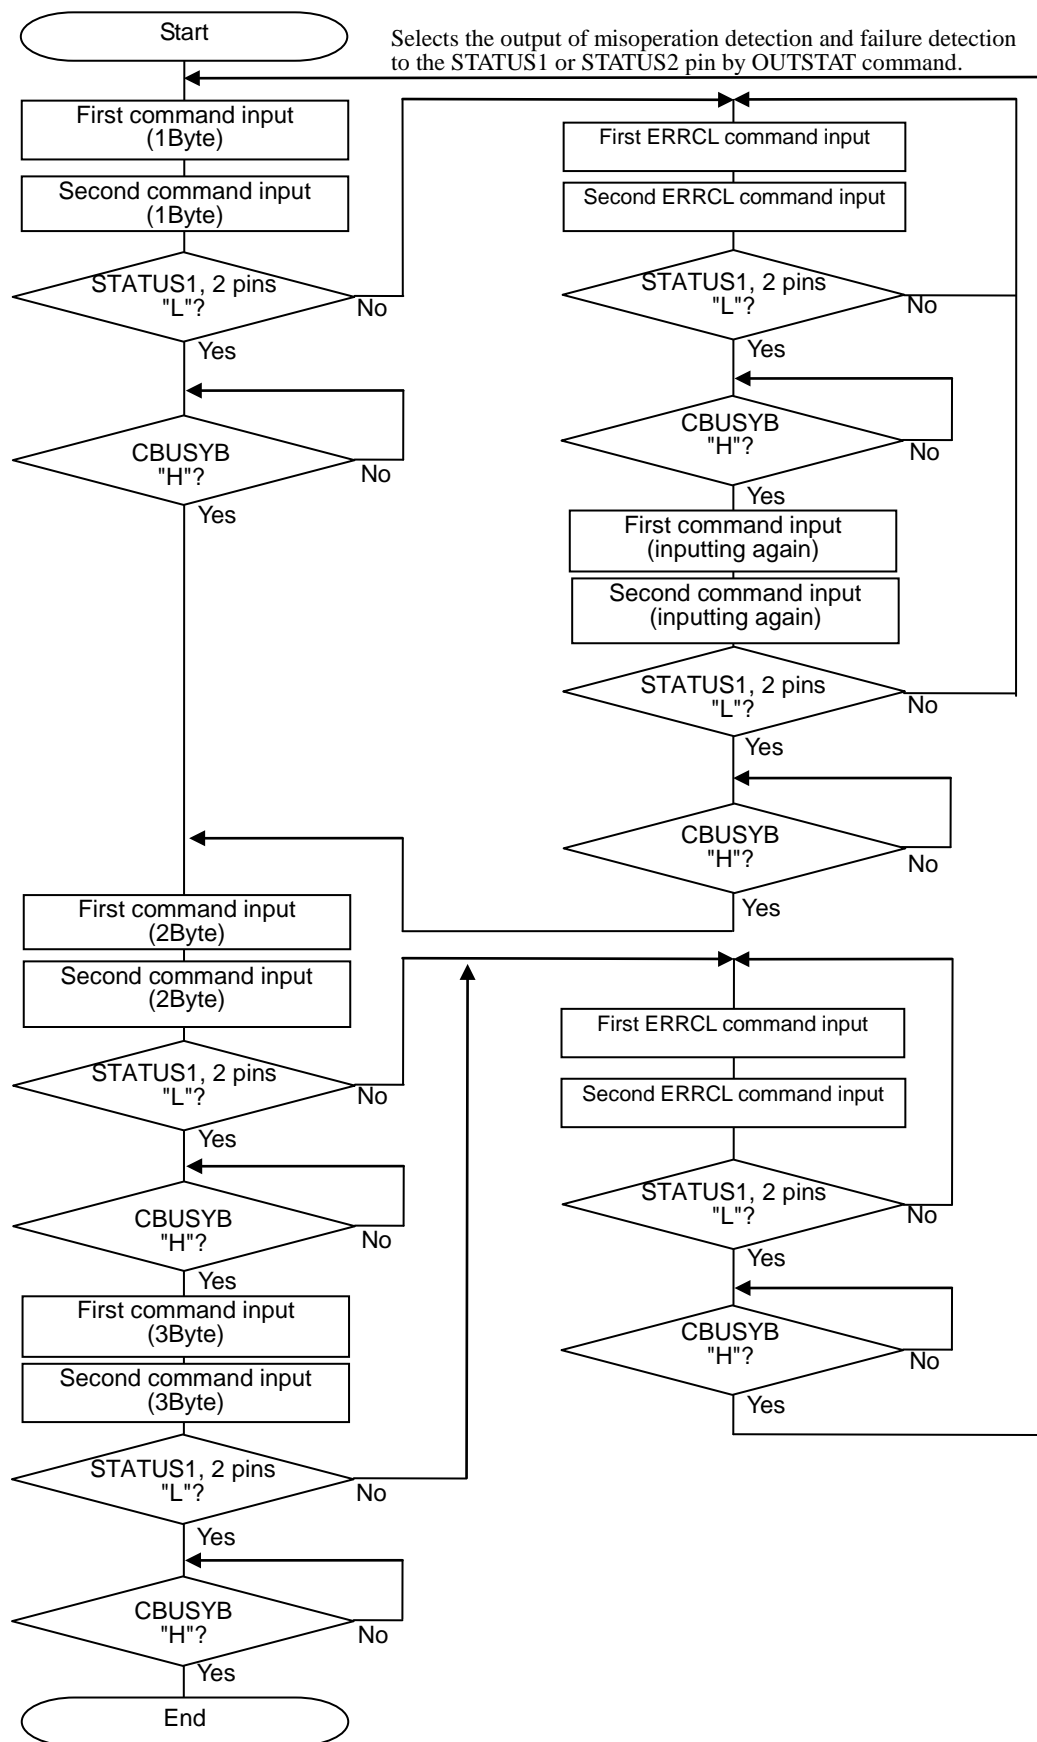 Start
Selects the output of misoperation detection and failure detection
to the STATUS1 or STATUS2 pin by OUTSTAT command.
First command input
(1Byte)
Second command input
(1Byte)
STATUS1, 2 pins
"L"?
No
Yes
CBUSYB
"H"?
No
Yes
First ERRCL command input
Second ERRCL command input
STATUS1, 2 pins
"L"?
No
Yes
CBUSYB
"H"?
No
Yes
First command input
(inputting again)
Second command input
(inputting again)
STATUS1, 2 pins
"L"?
No
Yes
CBUSYB
"H"?
No
Yes
First command input
(2Byte)
Second command input
(2Byte)
STATUS1, 2 pins
"L"?
No
Yes
CBUSYB
"H"?
No
Yes
First command input
(3Byte)
Second command input
(3Byte)
STATUS1, 2 pins
"L"?
No
Yes
CBUSYB
"H"?
No
Yes
End
First ERRCL command input
Second ERRCL command input
STATUS1, 2 pins
"L"?
No
Yes
CBUSYB
"H"?
No
Yes